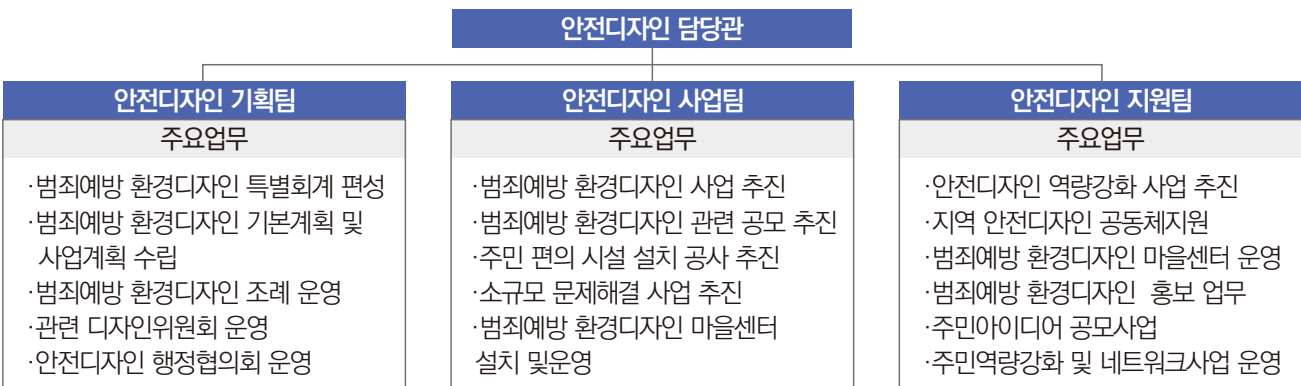 안전디자인 담당관
안전디자인 기획팀
주요업무
·범죄예방 환경디자인 특별회계 편성
·범죄예방 환경디자인 기본계획 및
사업계획 수립
·범죄예방 환경디자인 조례 운영
·관련 디자인위원회 운영
·안전디자인 행정협의회 운영
안전디자인 사업팀
주요업무
·범죄예방 환경디자인 사업 추진
·범죄예방 환경디자인 관련 공모 추진
·주민 편의 시설 설치 공사 추진
·소규모 문제해결 사업 추진
·범죄예방 환경디자인 마을센터
설치 및운영
안전디자인 지원팀
주요업무
·안전디자인 역량강화 사업 추진
·지역 안전디자인 공동체지원
·범죄예방 환경디자인 마을센터 운영
·범죄예방 환경디자인 홍보 업무
·주민아이디어 공모사업
·주민역량강화 및 네트워크사업 운영